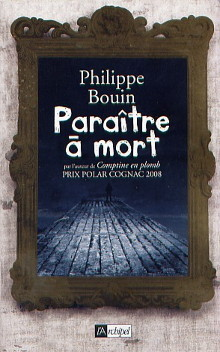 Philippe
Bouin
Paraître
à mort
par l'auteur de Comptine en plomb
PRIX POLAR COGNAC 2008
l'Archipel